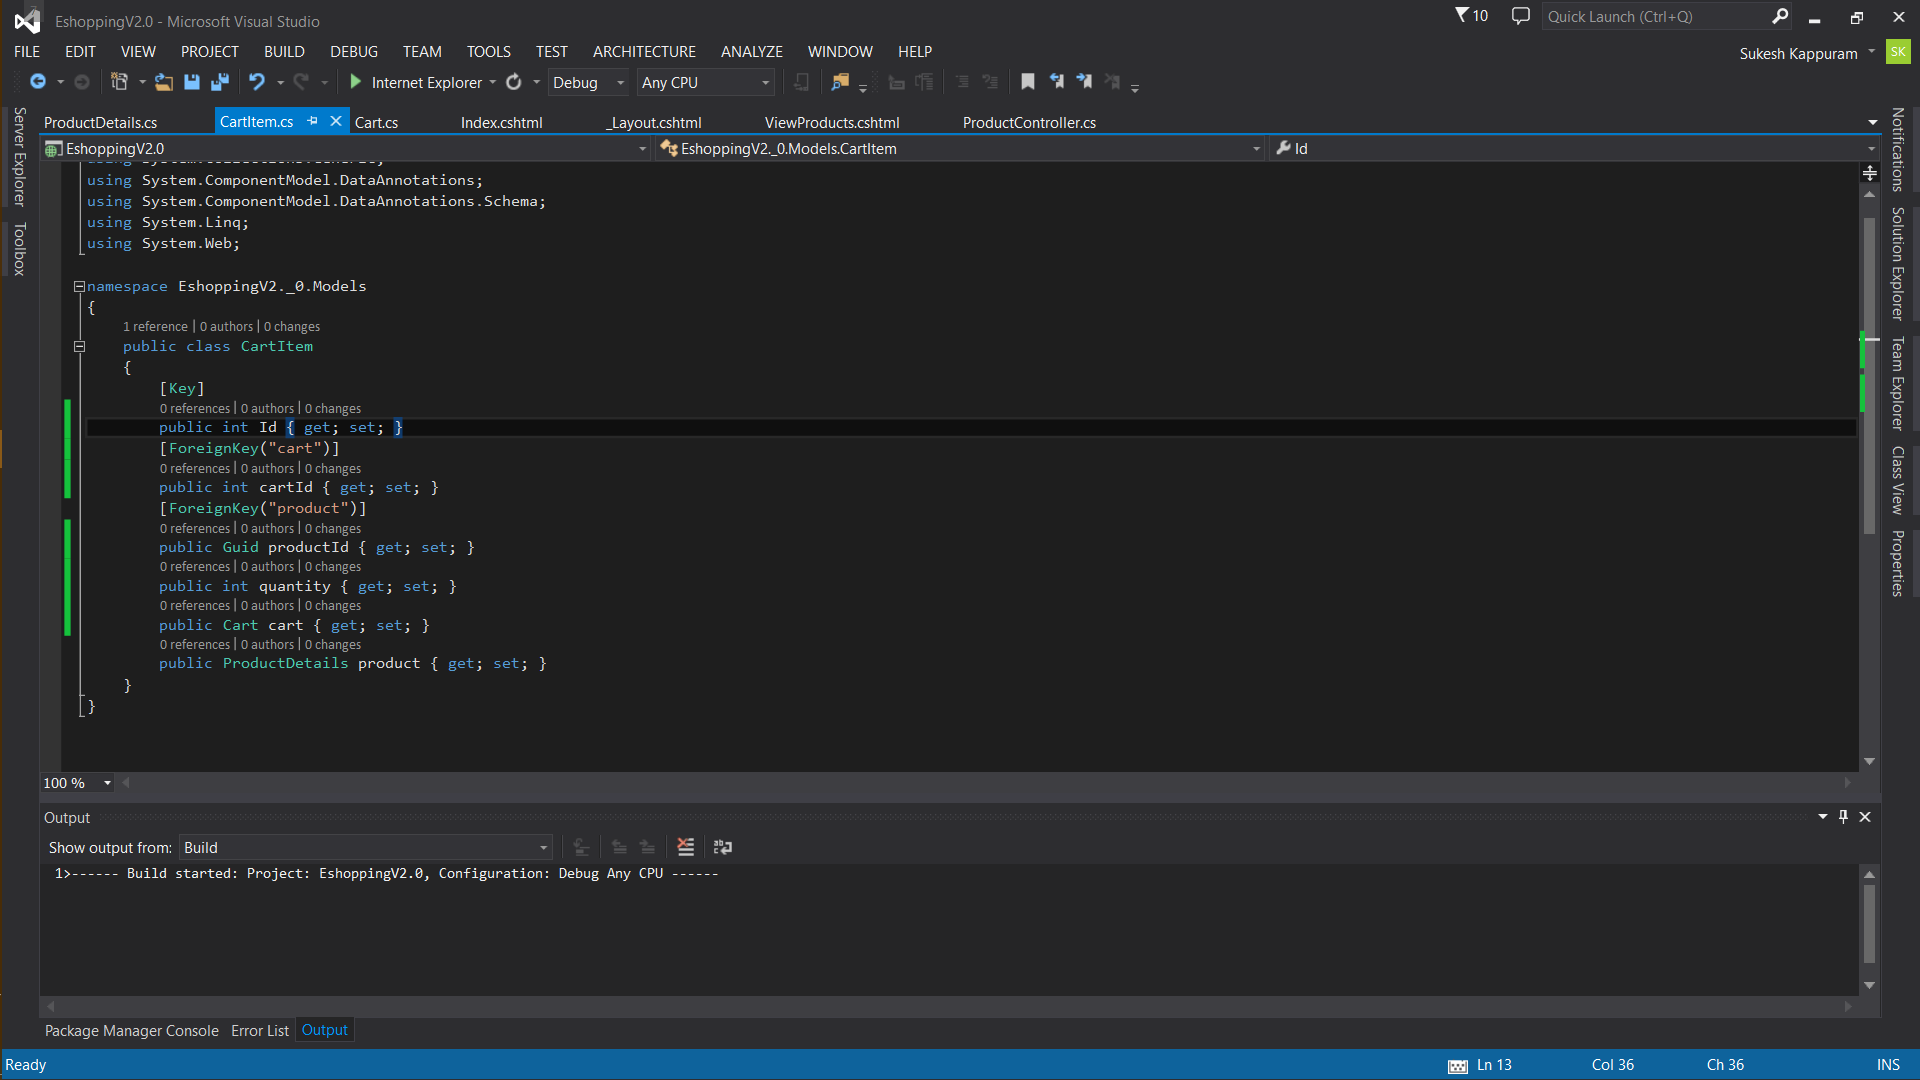 EshoppingV2.0 - Microsoft Visual Studio
10
Quick Launch (Ctrl+Q)
FILE EDIT VIEW PROJECT BUILD DEBUG TEAM TOOLS TEST ARCHITECTURE ANALYZE WINDOW HELP
Sukesh Kappuram
SK
Internet Explorer Debug Any CPU
Server Explorer
Toolbox
ProductDetails.cs CartItem.cs Cart.cs Index.cshtml _Layout.cshtml ViewProducts.cshtml ProductController.cs
EshoppingV2.0 EshoppingV2._0.Models.CartItem Id
using System.ComponentModel.DataAnnotations;
using System.ComponentModel.DataAnnotations.Schema;
using System.Linq;
using System.Web;
namespace EshoppingV2._0.Models
{
1 reference | 0 authors | 0 changes
public class CartItem
{
[Key]
0 references | 0 authors | 0 changes
public int Id { get; set; }
[ForeignKey("cart")]
0 references | 0 authors | 0 changes
public int cartId { get; set; }
[ForeignKey("product")]
0 references | 0 authors | 0 changes
public Guid productId { get; set; }
0 references | 0 authors | 0 changes
public int quantity { get; set; }
0 references | 0 authors | 0 changes
public Cart cart { get; set; }
0 references | 0 authors | 0 changes
public ProductDetails product { get; set; }
}
}
100 %
Notifications
Solution Explorer
Team Explorer
Class View
Properties
Output
Show output from: Build
1>------ Build started: Project: EshoppingV2.0, Configuration: Debug Any CPU ------
Package Manager Console Error List Output
Ready Ln 13 Col 36 Ch 36 INS